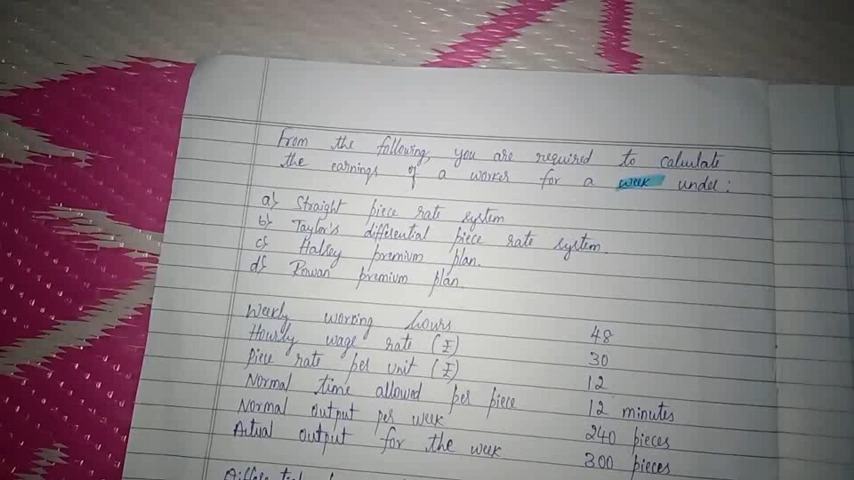 From the following, you are required to calculate
the earnings of a worker for a week under:
a) Straight piece rate system
b) Taylor's differential piece rate system.
c) Halsey premium plan.
d) Rowan premium plan.
Weekly working hours 48
Hourly wage rate (₹) 30
Piece rate per unit (₹) 12
Normal time allowed per piece 12 minutes
Normal output per week 240 pieces
Actual output for the week 300 pieces